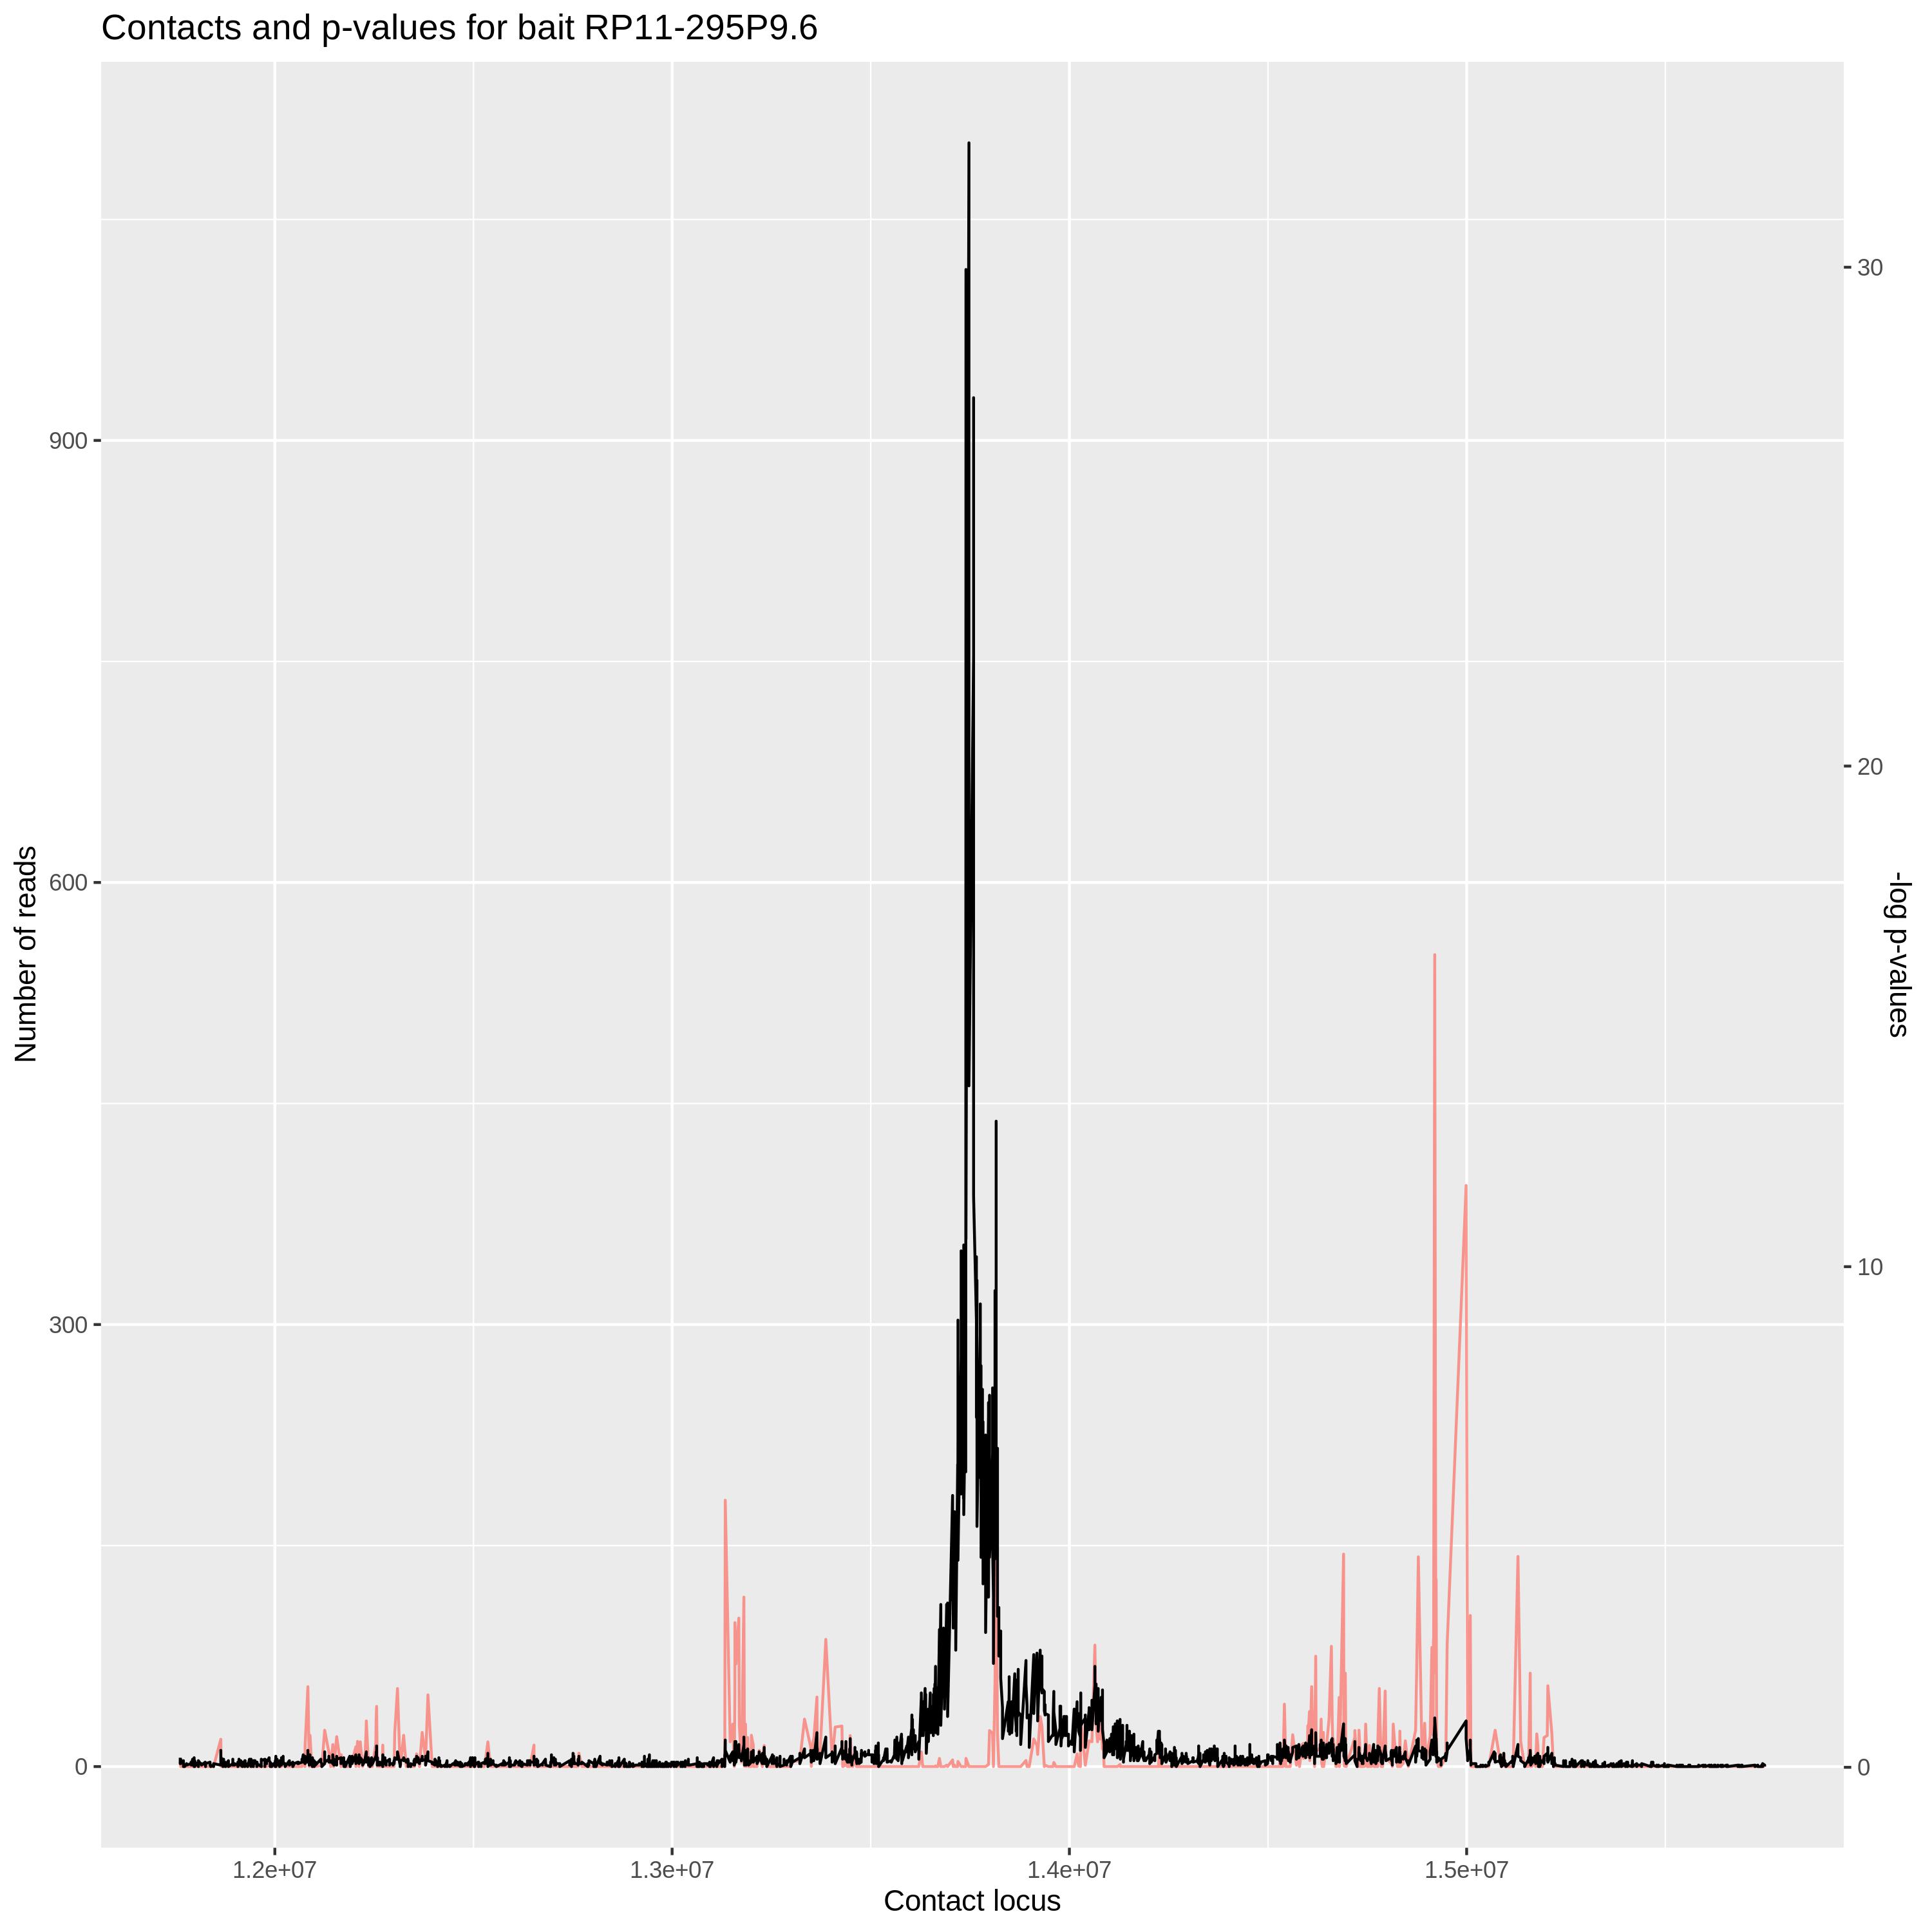 Contacts and p-values for bait RP11-295P9.6
Number of reads
900
600
300
0
30
20
10
0
-log p-values
1.2e+07
1.3e+07
1.4e+07
1.5e+07
Contact locus